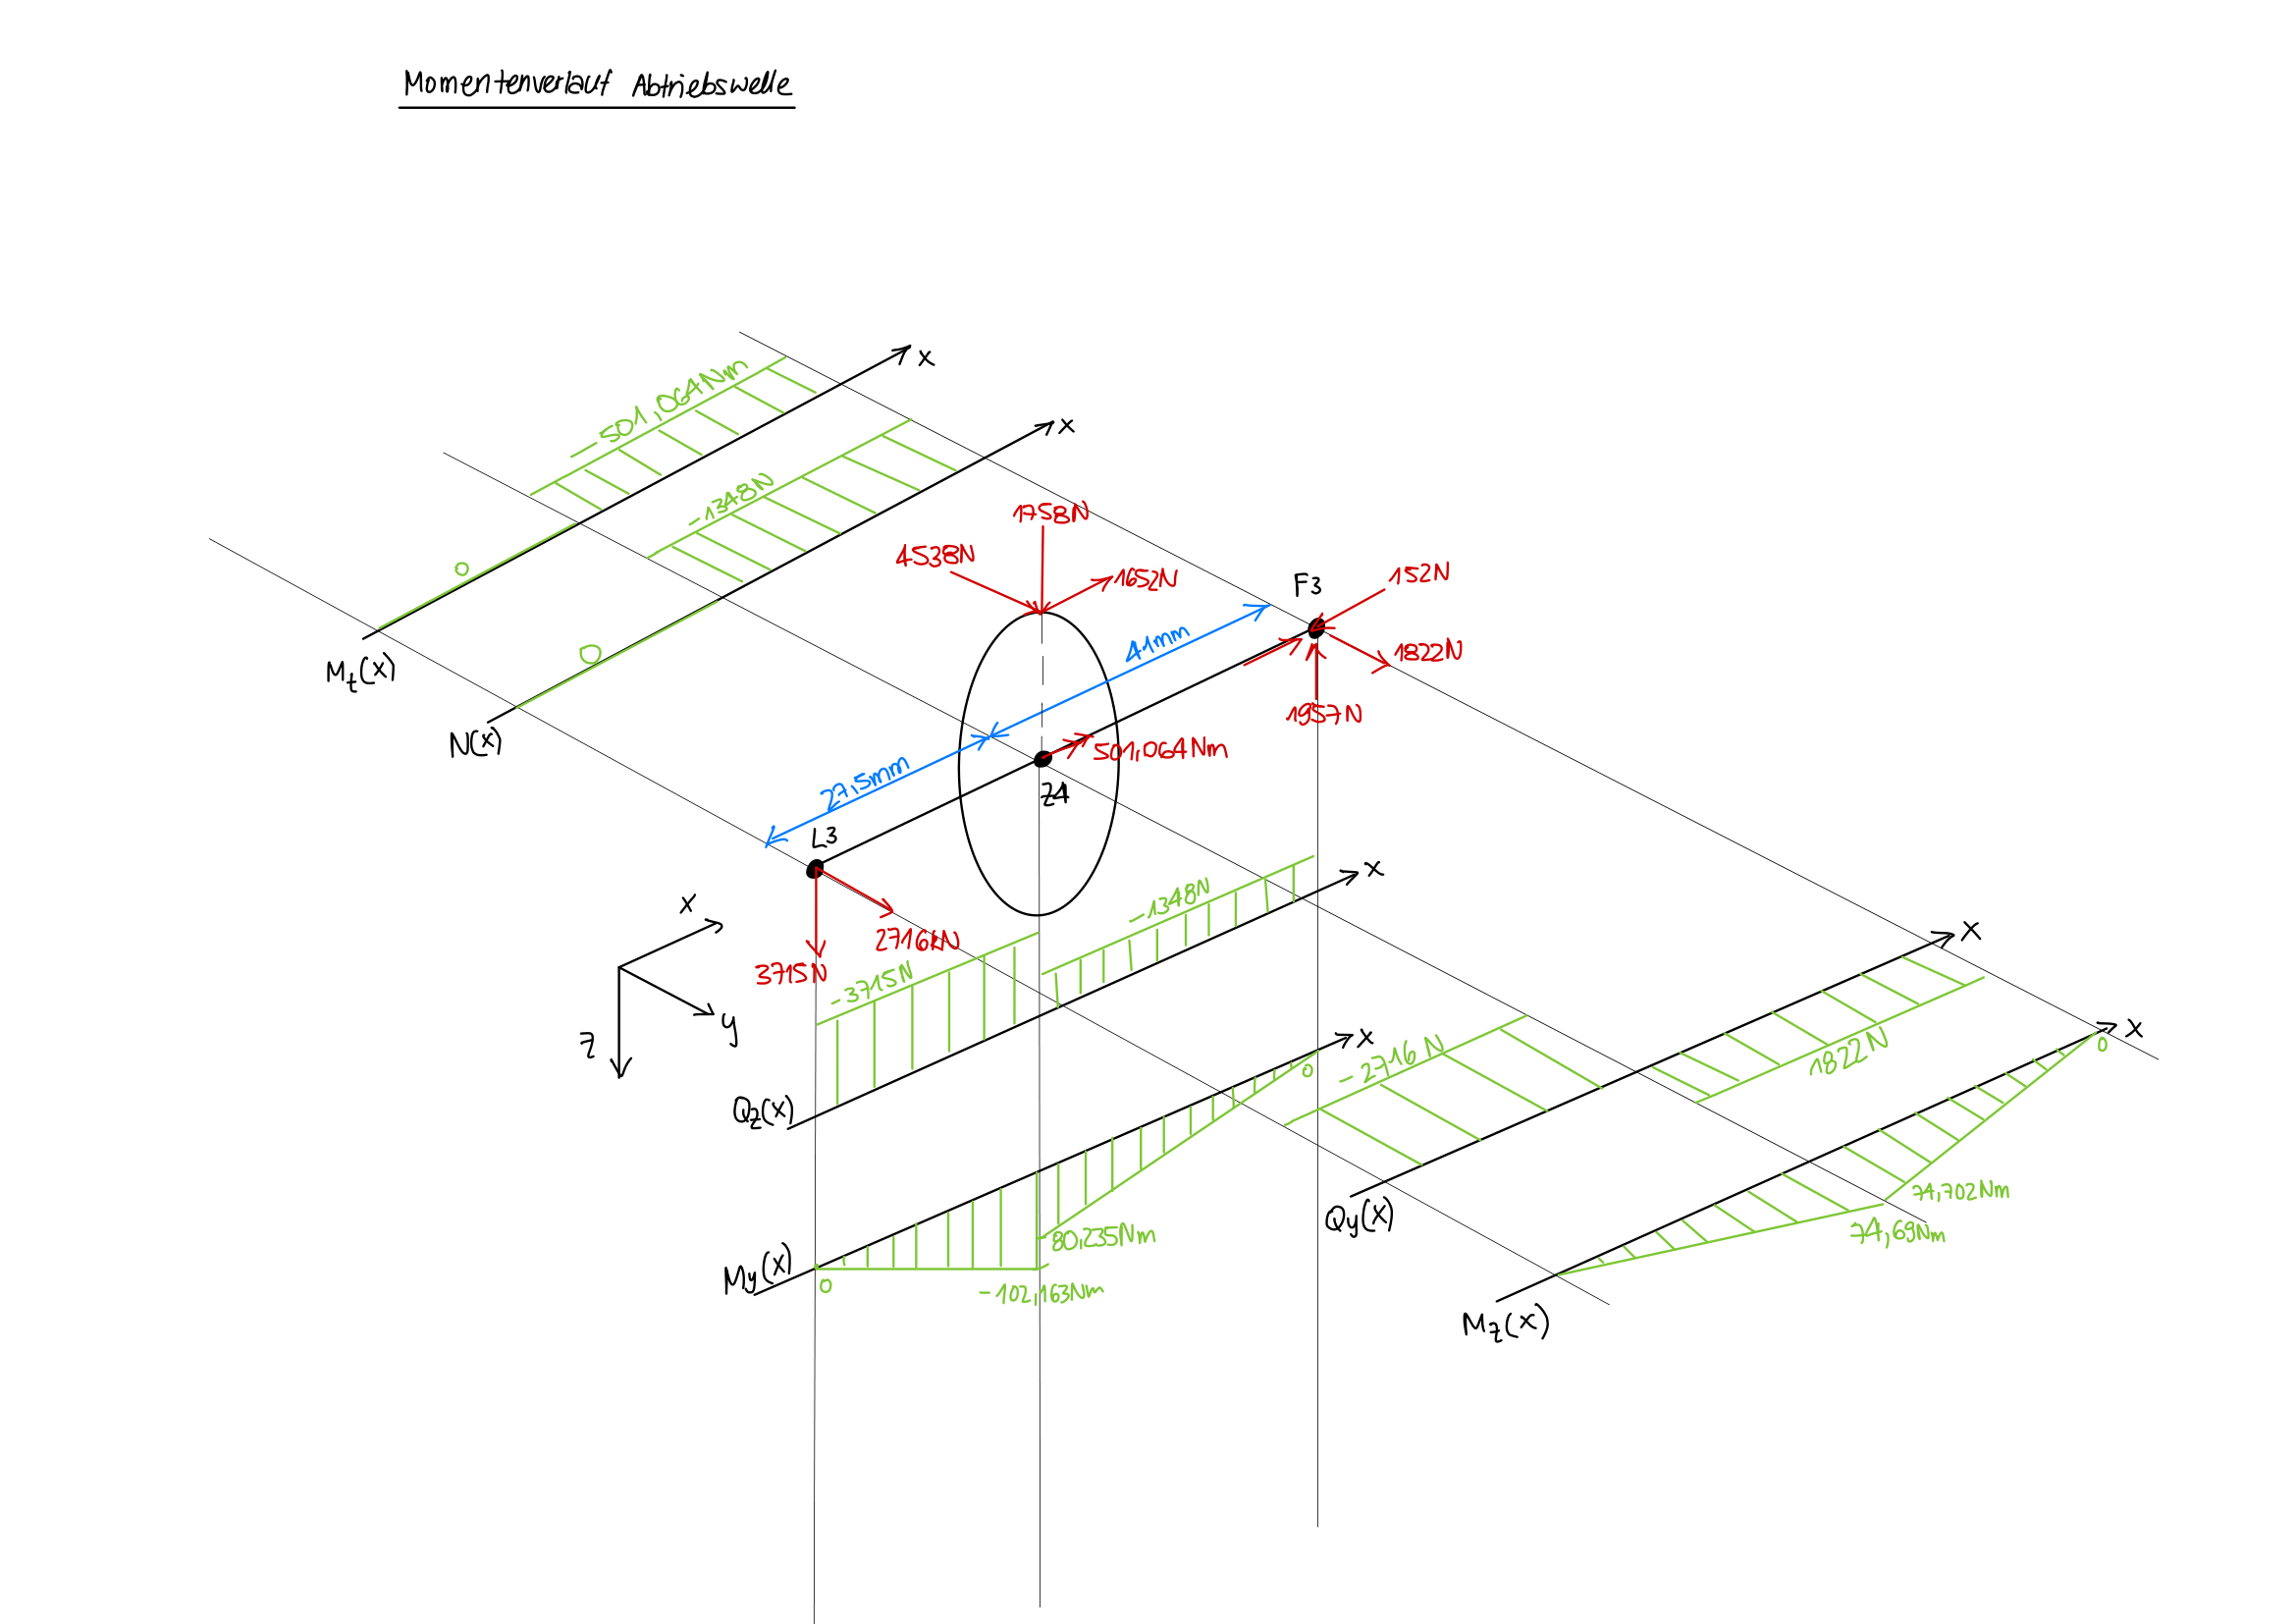 Momentenverlauf Abtriebswelle
-501,064Nm
x
0
Mt(x)
-1348N
x
0
N(x)
1758N
4538N
1652N
F3
152N
1822N
1957N
41mm
501,064Nm
Z4
27,5mm
L3
2716N
3715N
x
y
z
-3715N
-1348N
x
Qz(x)
x
0
80,235Nm
-102,163Nm
0
My(x)
-2716 N
x
1822N
Qy(x)
x
0
74,702Nm
74,69Nm
Mz(x)